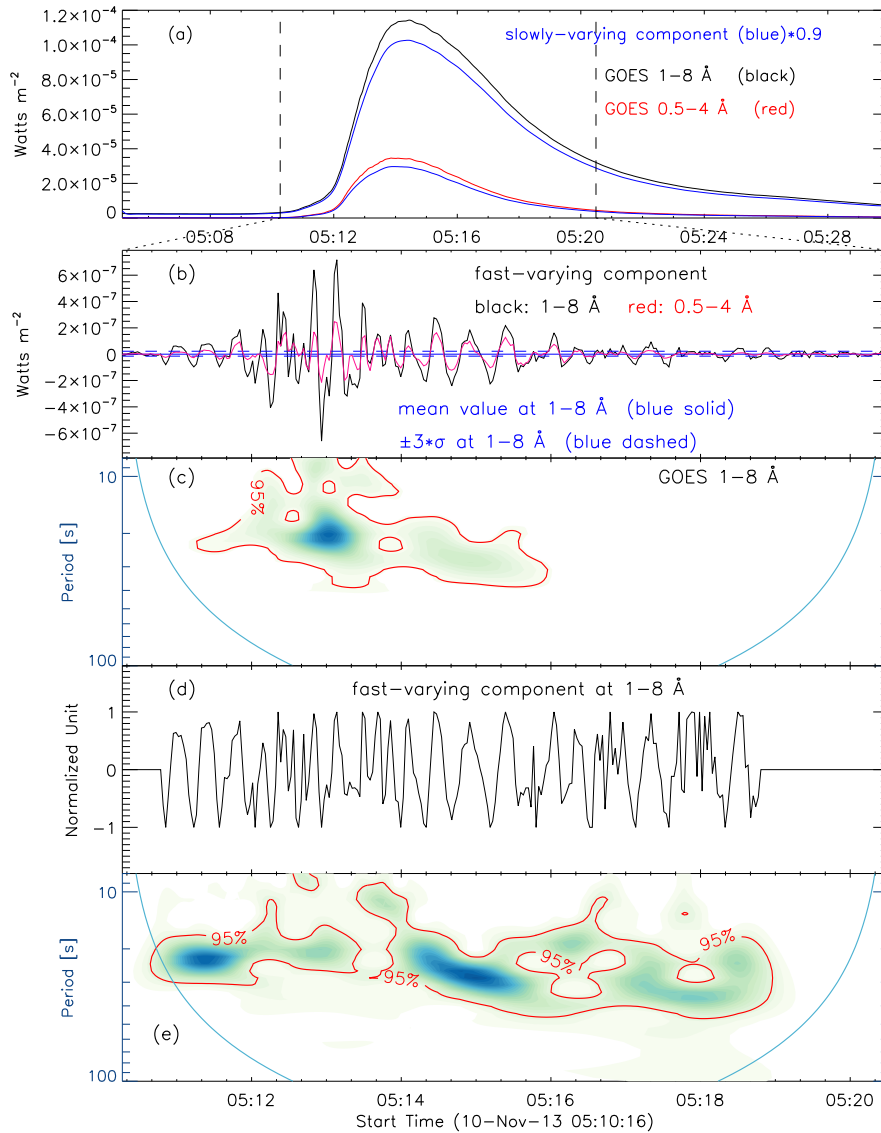 1.2×10⁻⁴
(a)
slowly−varying component (blue)*0.9
1.0×10⁻⁴
GOES 1−8 Å (black)
8.0×10⁻⁵
Watts m⁻²
6.0×10⁻⁵
GOES 0.5−4 Å (red)
4.0×10⁻⁵
2.0×10⁻⁵
0
05:08 05:12 05:16 05:20 05:24 05:28
(b)
fast−varying component
6×10⁻⁷
black: 1−8 Å red: 0.5−4 Å
4×10⁻⁷
2×10⁻⁷
Watts m⁻²
0
−2×10⁻⁷
−4×10⁻⁷
mean value at 1−8 Å (blue solid)
−6×10⁻⁷
±3*σ at 1−8 Å (blue dashed)
(c)
GOES 1−8 Å
10
95%
Period [s]
100
(d)
fast−varying component at 1−8 Å
1
Normalized Unit
0
−1
10
95%
95%
95%
95%
Period [s]
(e)
100
05:12 05:14 05:16 05:18 05:20
Start Time (10−Nov−13 05:10:16)